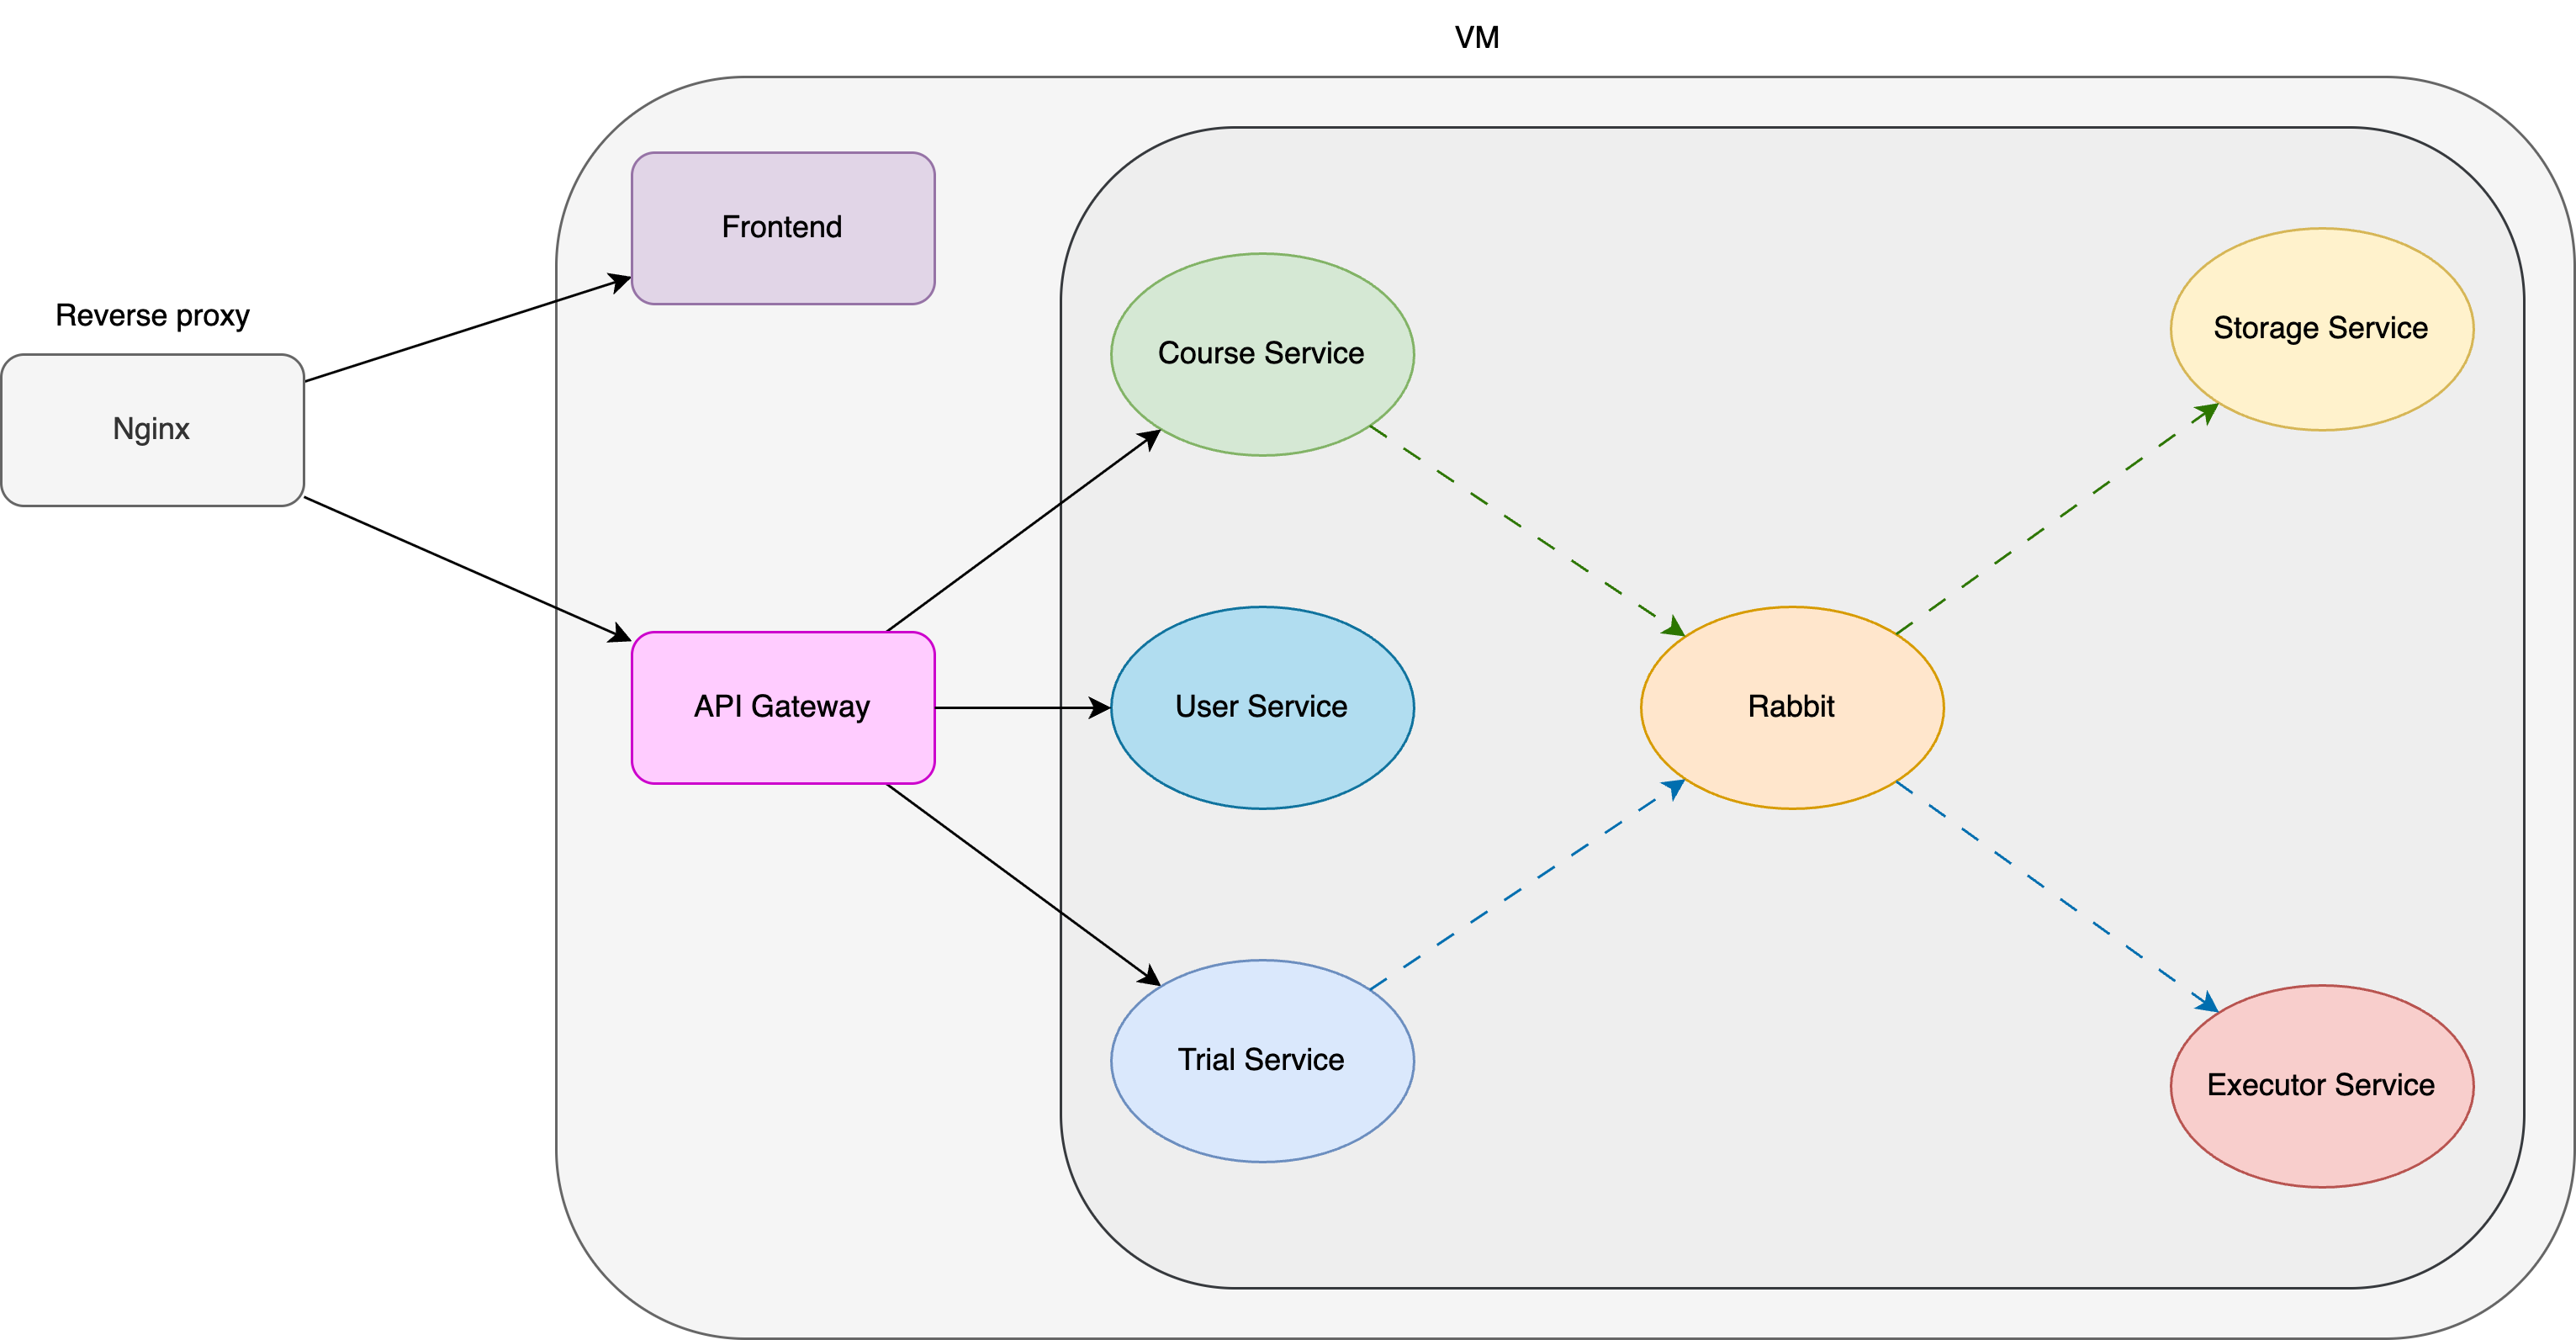 VM
Reverse proxy
Nginx
Frontend
API Gateway
Course Service
User Service
Trial Service
Rabbit
Storage Service
Executor Service